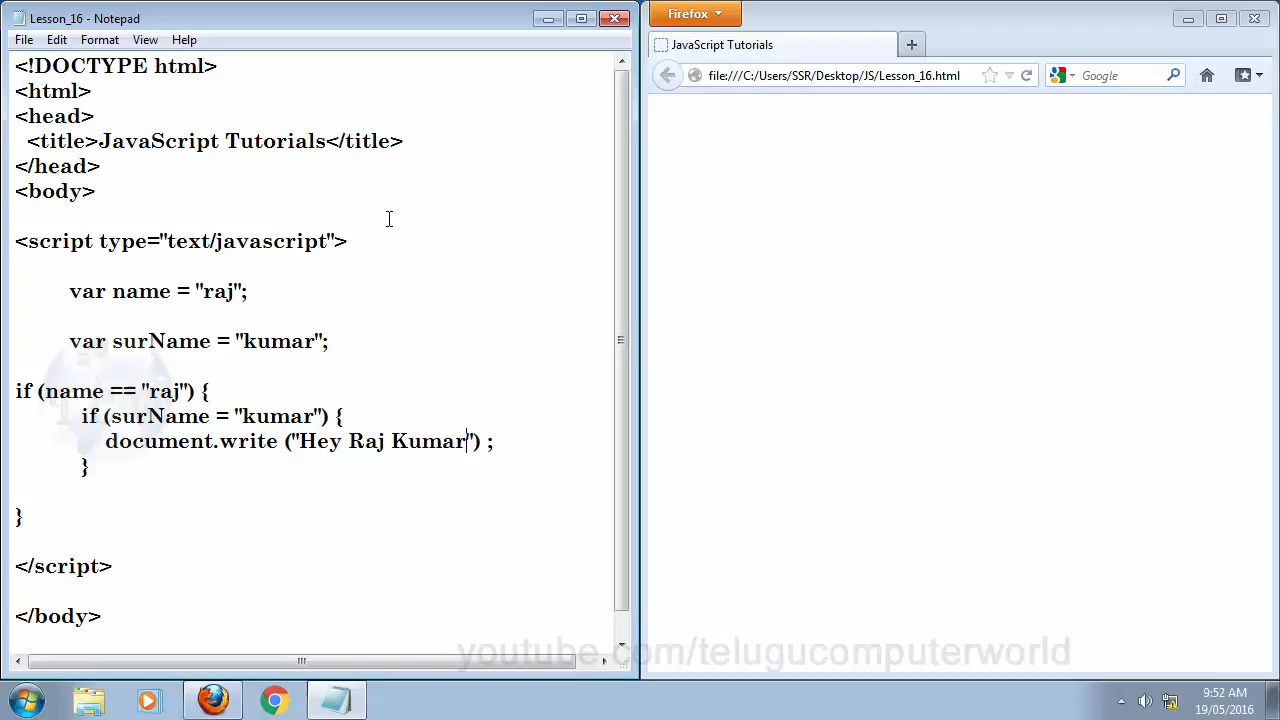 Lesson_16 - Notepad
File Edit Format View Help
<!DOCTYPE html>
<html>
<head>
<title>JavaScript Tutorials</title>
</head>
<body>
<script type="text/javascript">
var name = "raj";
var surName = "kumar";
if (name == "raj") {
if (surName = "kumar") {
document.write ("Hey Raj Kumar") ;
}
}
</script>
</body>
Firefox
JavaScript Tutorials
file:///C:/Users/SSR/Desktop/JS/Lesson_16.html
Google
youtube.com/telugucomputerworld
9:52 AM
19/05/2016